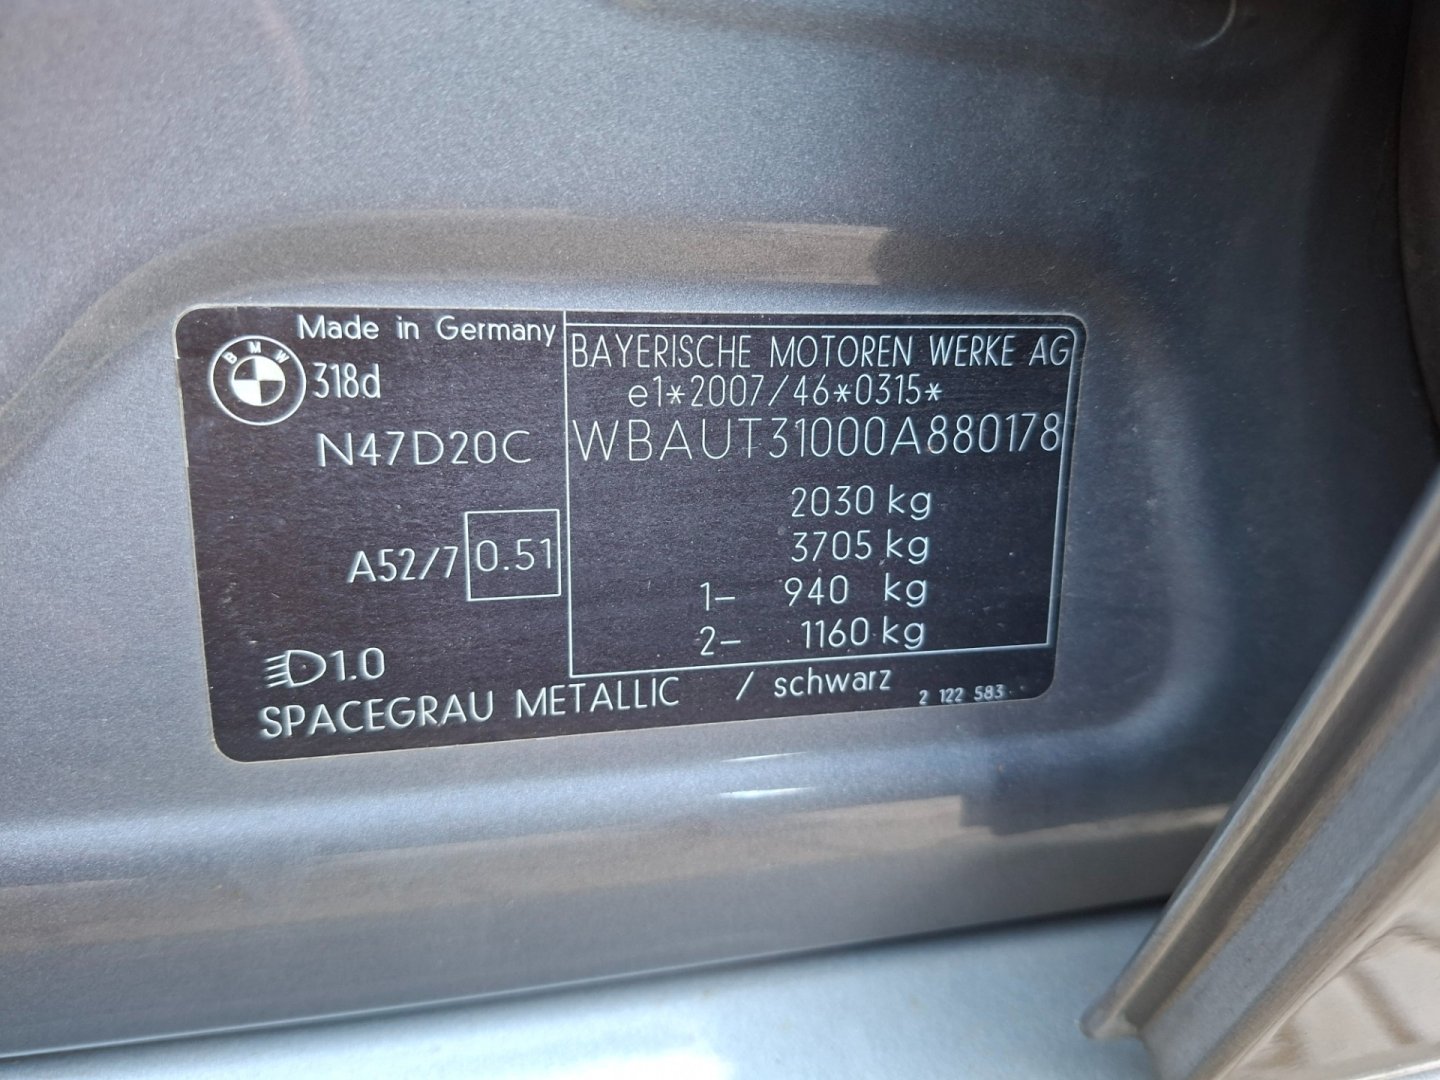 Made in Germany
BMW
318d
N47D20C
A52/7 0.51
1.0
SPACEGRAU METALLIC / schwarz
BAYERISCHE MOTOREN WERKE AG
e1*2007/46*0315*
WBAUT31000A880178
2030 kg
3705 kg
1- 940 kg
2- 1160 kg
2 122 583